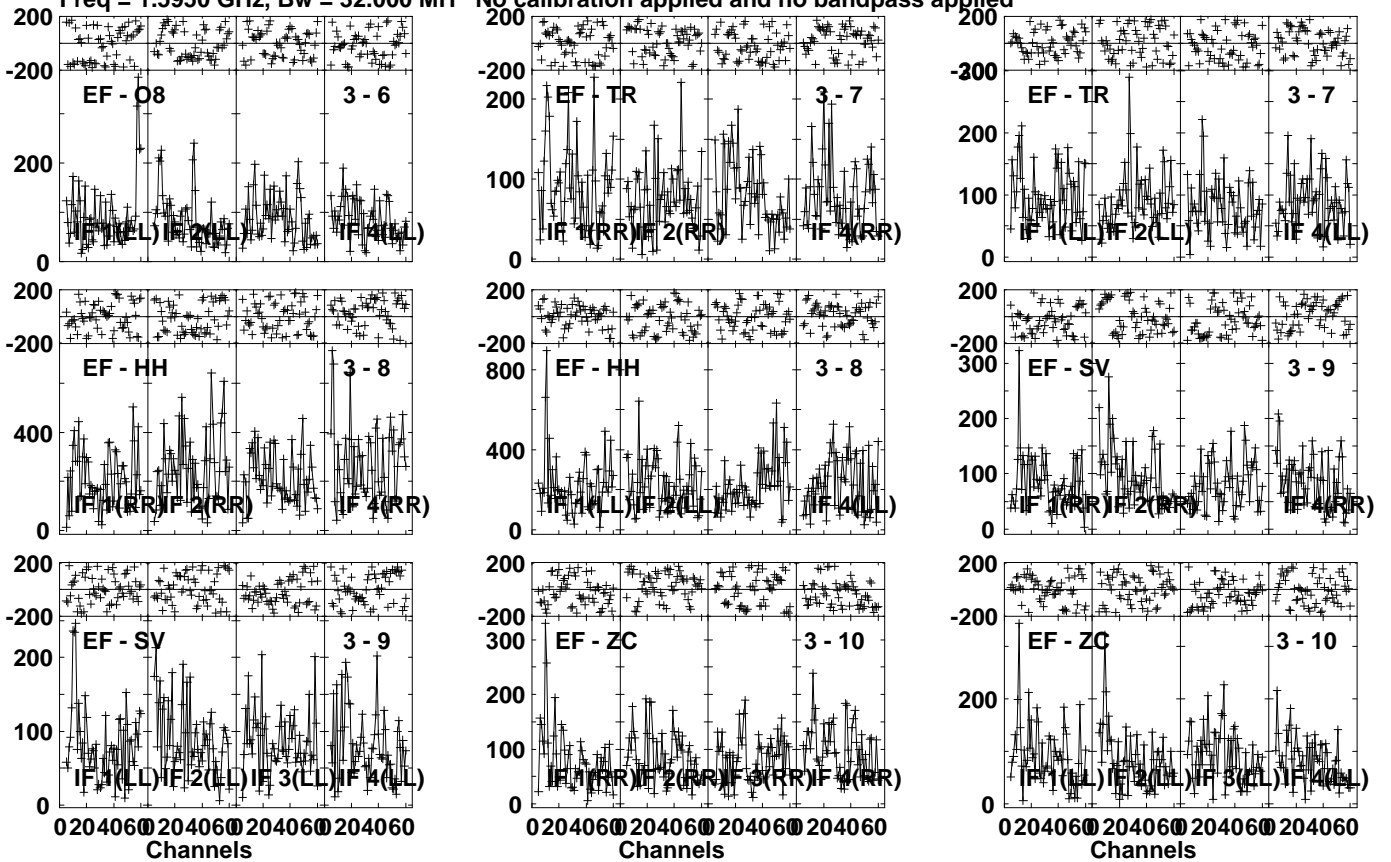 Freq = 1.5950 GHz, Bw = 32.000 MH No calibration applied and no bandpass applied
200 200 200
-200 -200 -200
EF - O8 3 - 6 EF - TR 3 - 7 EF - TR 3 - 7
200 200 300
200
100 100
IF 1(LL) IF 2(LL) IF 4(LL) IF 1(RR) IF 2(RR) IF 4(RR) IF 1(LL) IF 2(LL) IF 4(LL)
0 0 0
200 200 200
-200 -200 -200
EF - HH 3 - 8 EF - HH 3 - 8 EF - SV 3 - 9
800 300
400 400 200
100
IF 1(RR) IF 2(RR) IF 4(RR) IF 1(LL) IF 2(LL) IF 4(LL) IF 1(RR) IF 2(RR) IF 4(RR)
0 0 0
200 200 200
-200 -200 -200
EF - SV 3 - 9 EF - ZC 3 - 10 EF - ZC 3 - 10
200 300
200 200
100 100
IF 1(LL) IF 2(LL) IF 3(LL) IF 4(LL) IF 1(RR) IF 2(RR) IF 3(RR) IF 4(RR) IF 1(LL) IF 2(LL) IF 3(LL) IF 4(LL)
0 0 0
0 20 40 60 0 20 40 60 0 20 40 60 0 20 40 60 0 20 40 60 0 20 40 60 0 20 40 60 0 20 40 60 0 20 40 60 0 20 40 60 0 20 40 60 0 20 40 60
Channels Channels Channels